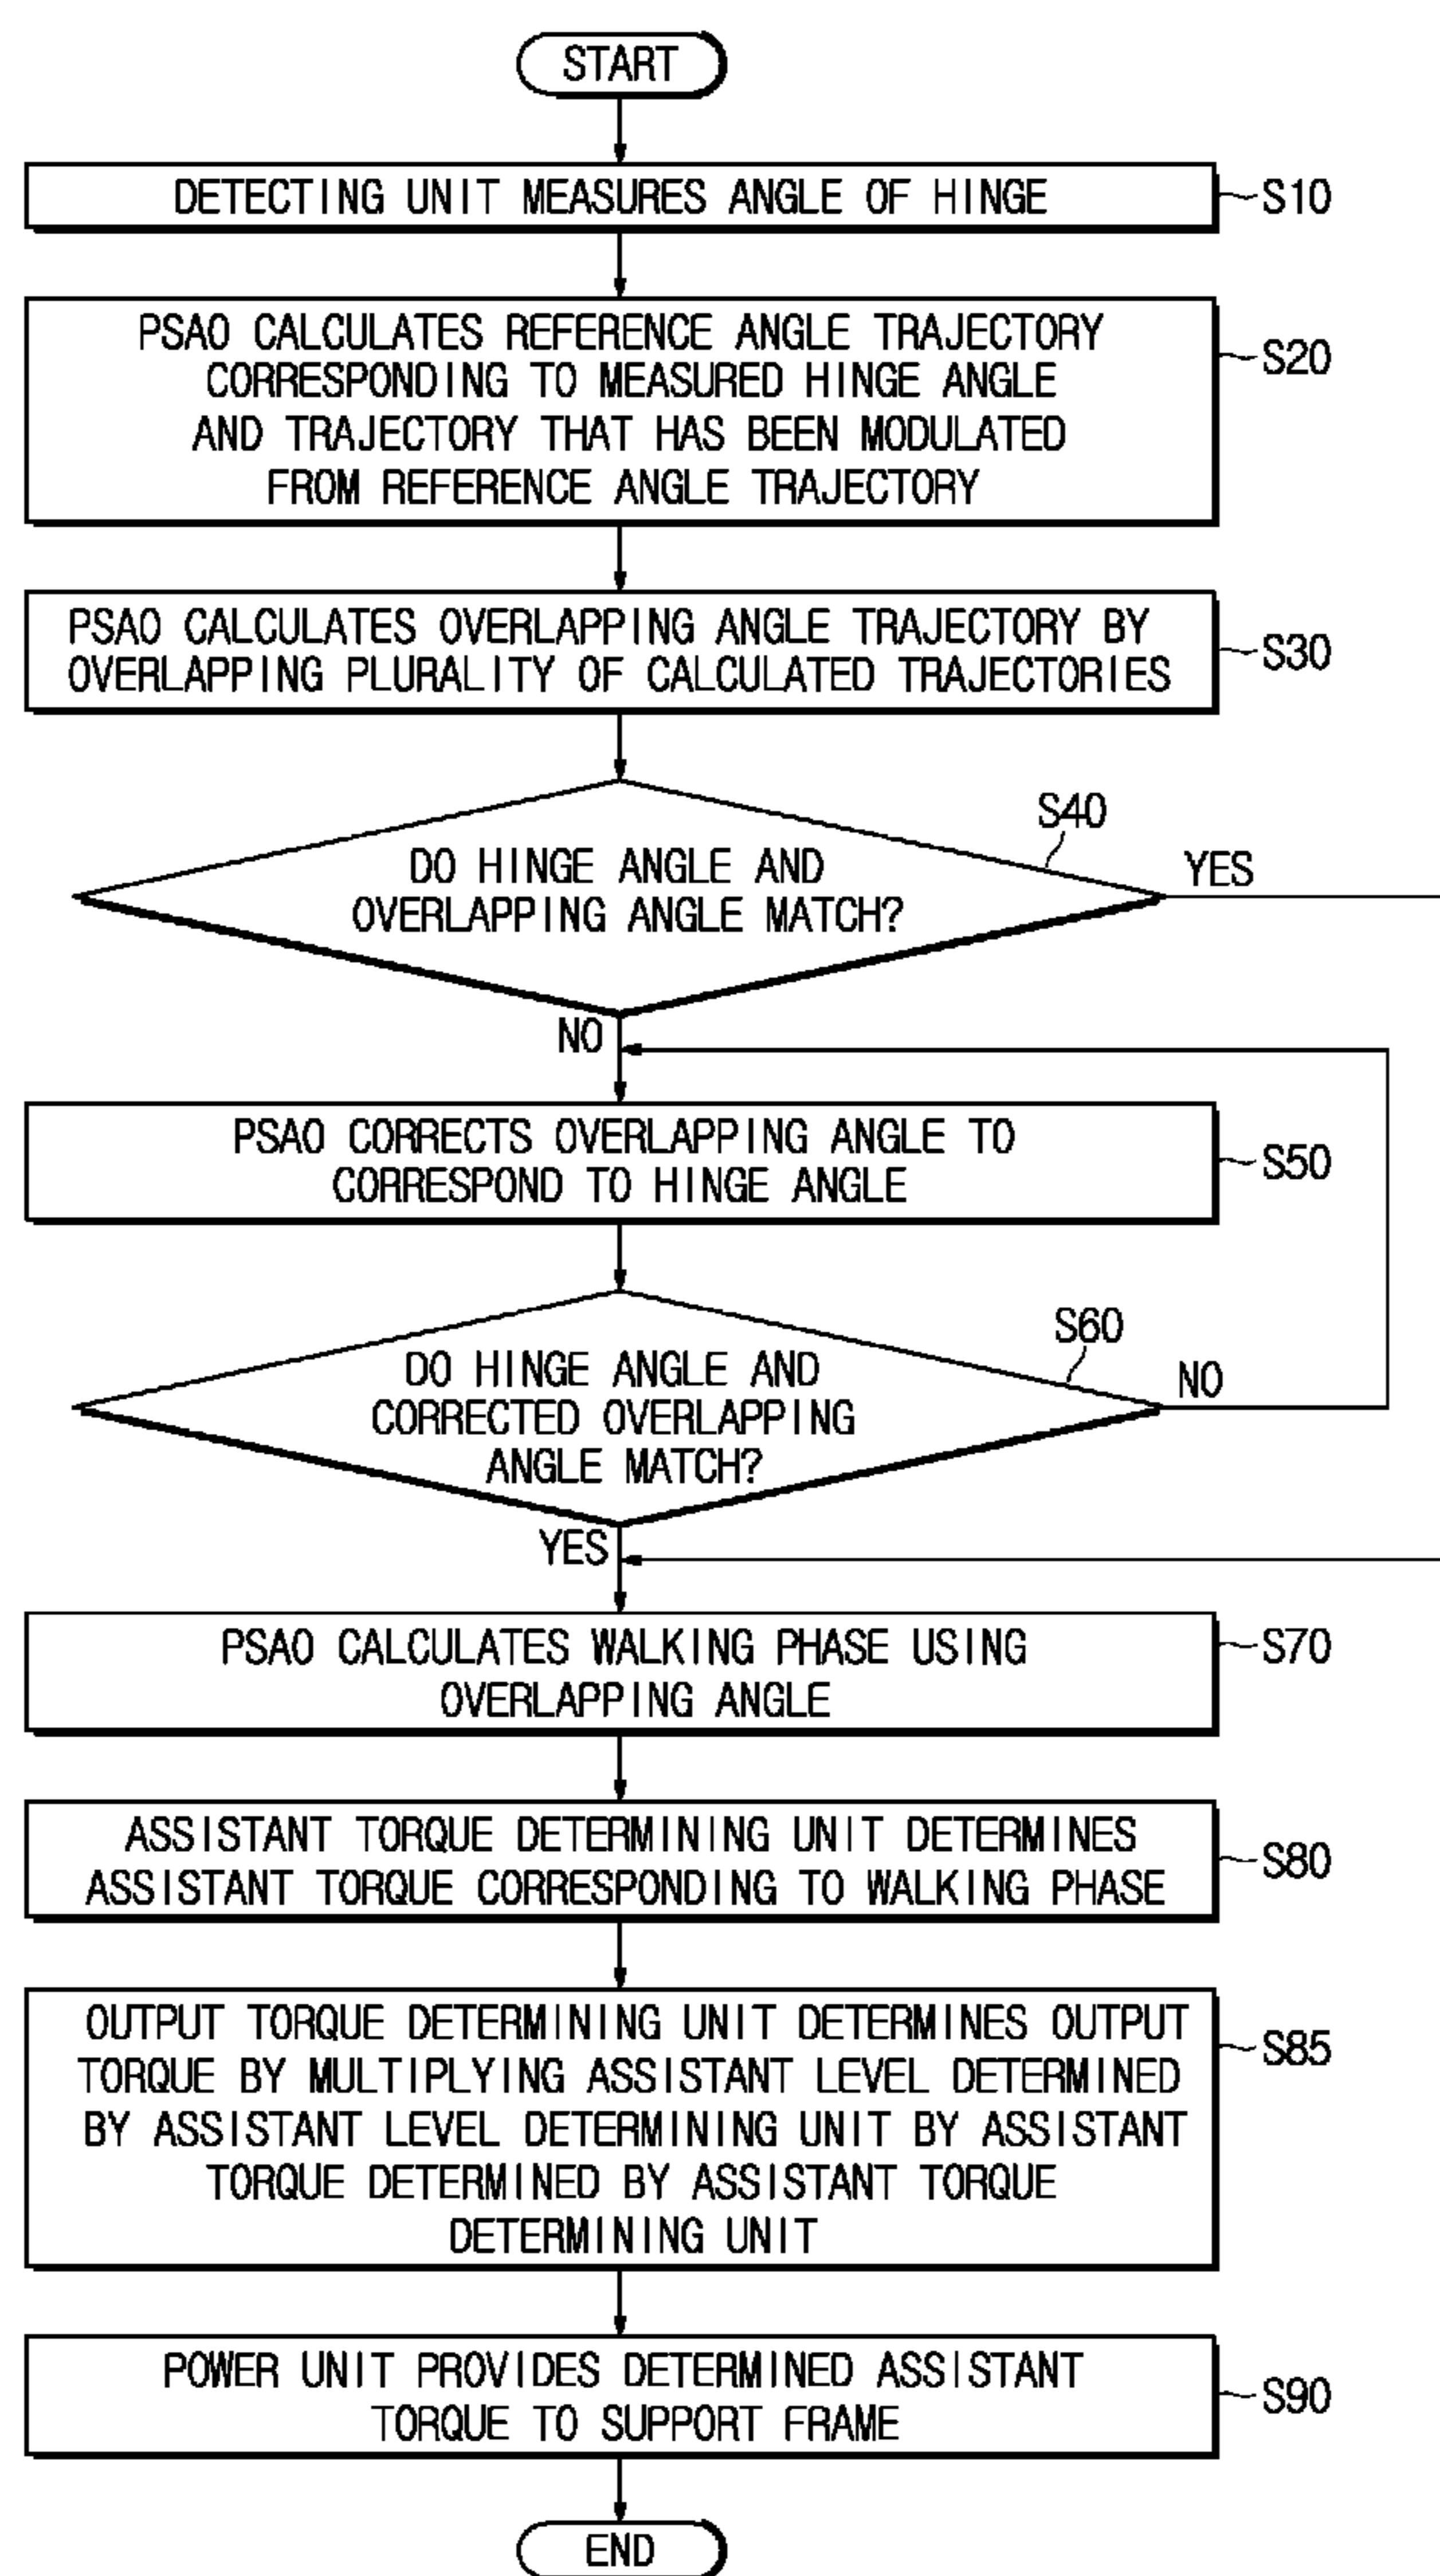 START
DETECTING UNIT MEASURES ANGLE OF HINGE
S10
PSAO CALCULATES REFERENCE ANGLE TRAJECTORY
CORRESPONDING TO MEASURED HINGE ANGLE
AND TRAJECTORY THAT HAS BEEN MODULATED
FROM REFERENCE ANGLE TRAJECTORY
S20
PSAO CALCULATES OVERLAPPING ANGLE TRAJECTORY BY
OVERLAPPING PLURALITY OF CALCULATED TRAJECTORIES
S30
S40
DO HINGE ANGLE AND
OVERLAPPING ANGLE MATCH?
YES
NO
PSAO CORRECTS OVERLAPPING ANGLE TO
CORRESPOND TO HINGE ANGLE
S50
S60
DO HINGE ANGLE AND
CORRECTED OVERLAPPING
ANGLE MATCH?
NO
YES
PSAO CALCULATES WALKING PHASE USING
OVERLAPPING ANGLE
S70
ASSISTANT TORQUE DETERMINING UNIT DETERMINES
ASSISTANT TORQUE CORRESPONDING TO WALKING PHASE
S80
OUTPUT TORQUE DETERMINING UNIT DETERMINES OUTPUT
TORQUE BY MULTIPLYING ASSISTANT LEVEL DETERMINED
BY ASSISTANT LEVEL DETERMINING UNIT BY ASSISTANT
TORQUE DETERMINED BY ASSISTANT TORQUE
DETERMINING UNIT
S85
POWER UNIT PROVIDES DETERMINED ASSISTANT
TORQUE TO SUPPORT FRAME
S90
END